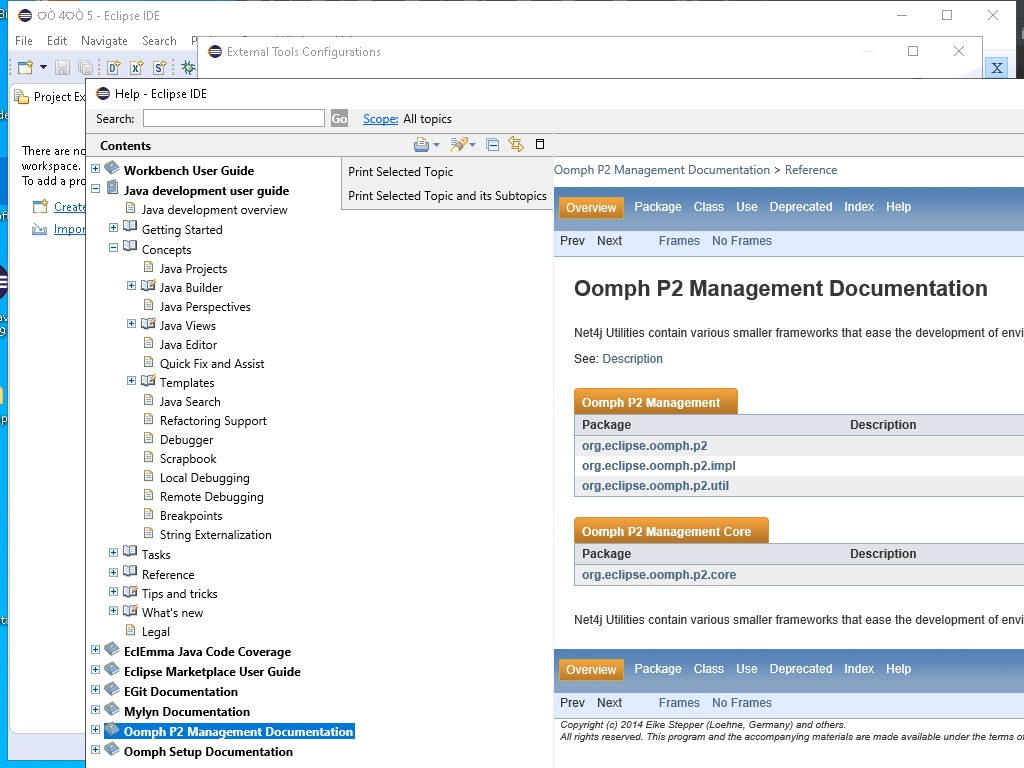 ⵚÒ 4ⵚÒ 5 - Eclipse IDE
File Edit Navigate Search
External Tools Configurations
Project Ex
Help - Eclipse IDE
Search: Go Scope: All topics
Contents
There are no
workspace.
To add a pro
Create
Impor
Print Selected Topic
Print Selected Topic and its Subtopics
Workbench User Guide
Java development user guide
Java development overview
Getting Started
Concepts
Java Projects
Java Builder
Java Perspectives
Java Views
Java Editor
Quick Fix and Assist
Templates
Java Search
Refactoring Support
Debugger
Scrapbook
Local Debugging
Remote Debugging
Breakpoints
String Externalization
Tasks
Reference
Tips and tricks
What's new
Legal
EclEmma Java Code Coverage
Eclipse Marketplace User Guide
EGit Documentation
Mylyn Documentation
Oomph P2 Management Documentation
Oomph Setup Documentation
Oomph P2 Management Documentation > Reference
Overview Package Class Use Deprecated Index Help
Prev Next Frames No Frames
Oomph P2 Management Documentation
Net4j Utilities contain various smaller frameworks that ease the development of envi
See: Description
Oomph P2 Management
Package Description
org.eclipse.oomph.p2
org.eclipse.oomph.p2.impl
org.eclipse.oomph.p2.util
Oomph P2 Management Core
Package Description
org.eclipse.oomph.p2.core
Net4j Utilities contain various smaller frameworks that ease the development of envi
Overview Package Class Use Deprecated Index Help
Prev Next Frames No Frames
Copyright (c) 2014 Eike Stepper (Loehne, Germany) and others.
All rights reserved. This program and the accompanying materials are made available under the terms of